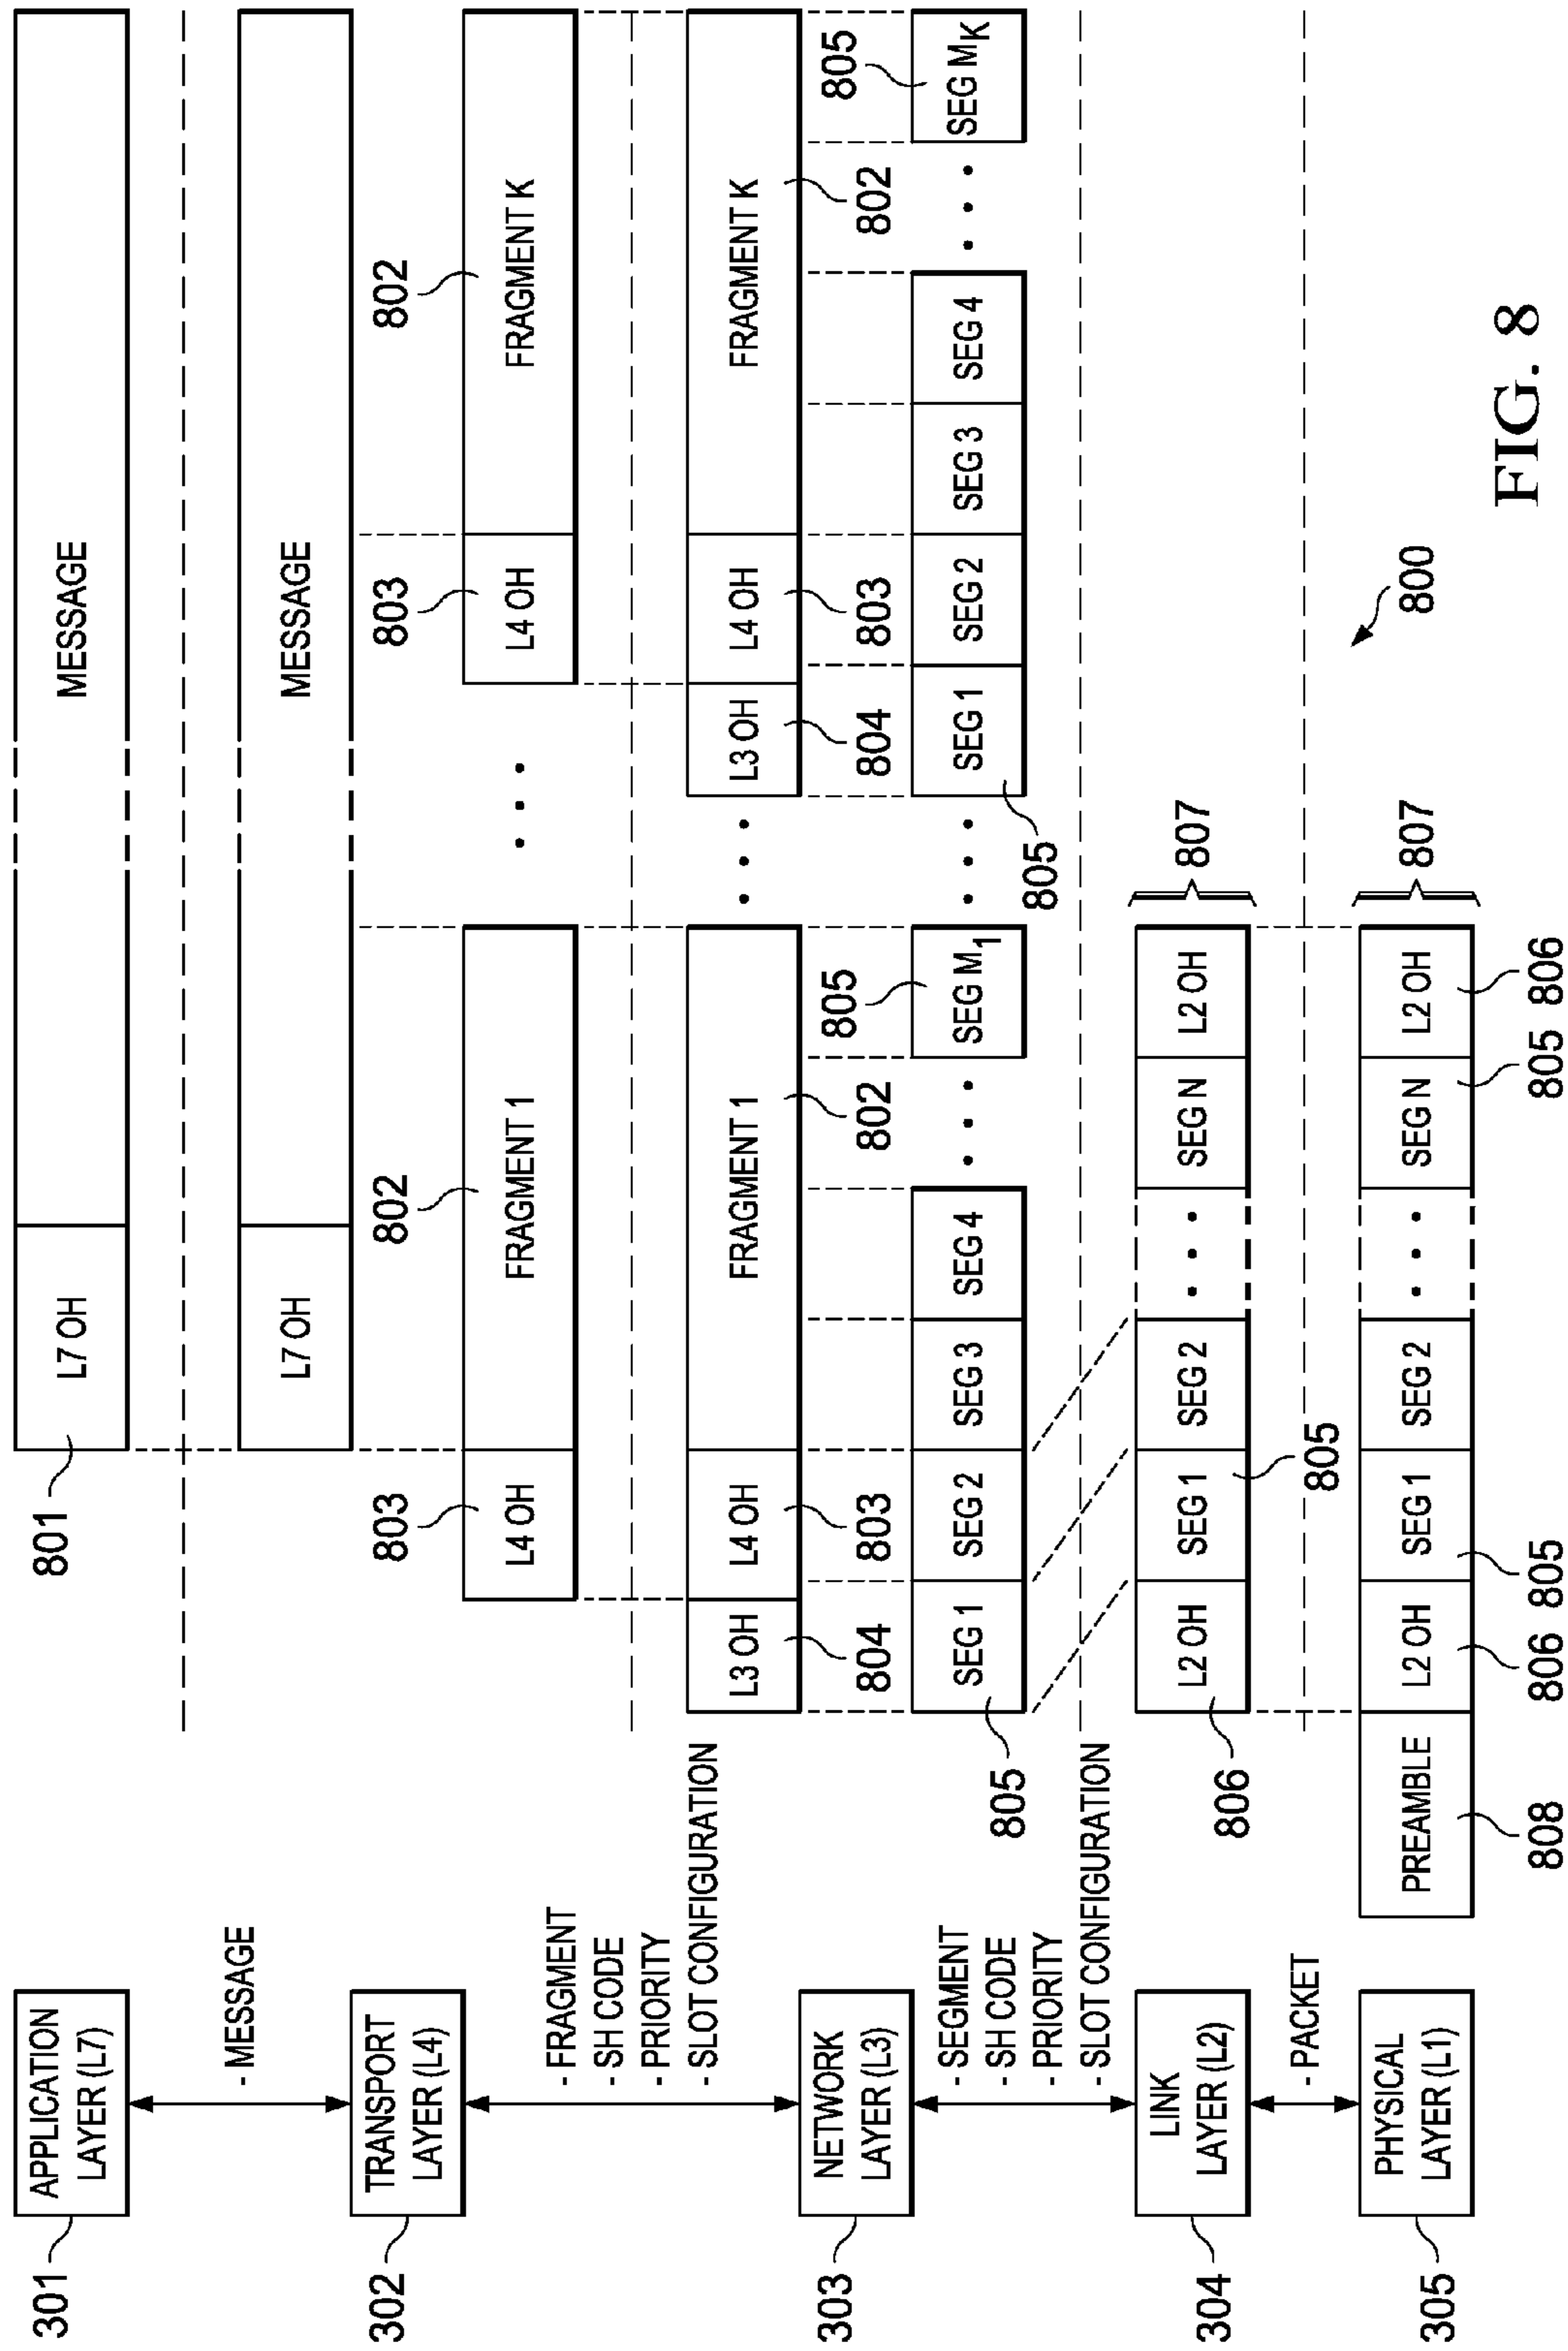 301
APPLICATION
LAYER (L7)
801
L7 OH
MESSAGE
- MESSAGE
L7 OH
MESSAGE
302
TRANSPORT
LAYER (L4)
803
802
803
802
L4 OH
FRAGMENT 1
• • •
L4 OH
FRAGMENT K
- FRAGMENT
- SH CODE
- PRIORITY
- SLOT CONFIGURATION
L3 OH
L4 OH
FRAGMENT 1
• • •
L3 OH
L4 OH
FRAGMENT K
303
NETWORK
LAYER (L3)
804
803
802
805
804
803
802
805
SEG 1
SEG 2
SEG 3
SEG 4
• • •
SEG M1
• • •
SEG 1
SEG 2
SEG 3
SEG 4
• • •
SEG MK
805
805
- SEGMENT
- SH CODE
- PRIORITY
- SLOT CONFIGURATION
304
LINK
LAYER (L2)
L2 OH
SEG 1
SEG 2
• • •
SEG N
L2 OH
807
806
805
- PACKET
305
PHYSICAL
LAYER (L1)
PREAMBLE
L2 OH
SEG 1
SEG 2
• • •
SEG N
L2 OH
807
808
806
805
805
806
800
FIG. 8